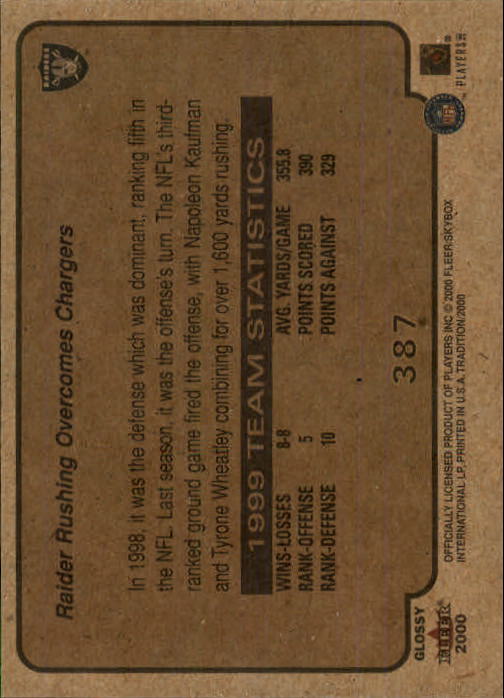 RAIDERS
Raider Rushing Overcomes Chargers
In 1998, it was the defense which was dominant, ranking fifth in
the NFL. Last season, it was the offense's turn. The NFL's third-
ranked ground game fired the offense, with Napoleon Kaufman
and Tyrone Wheatley combining for over 1,600 yards rushing.
1999 TEAM STATISTICS
WINS-LOSSES 8-8 AVG. YARDS/GAME 355.8
RANK-OFFENSE 5 POINTS SCORED 390
RANK-DEFENSE 10 POINTS AGAINST 329
387
GLOSSY
FLEER
2000
OFFICIALLY LICENSED PRODUCT OF PLAYERS INC © 2000 FLEER/SKYBOX
INTERNATIONAL LP, PRINTED IN U.S.A. TRADITION/2000
NFL
PLAYERS INC